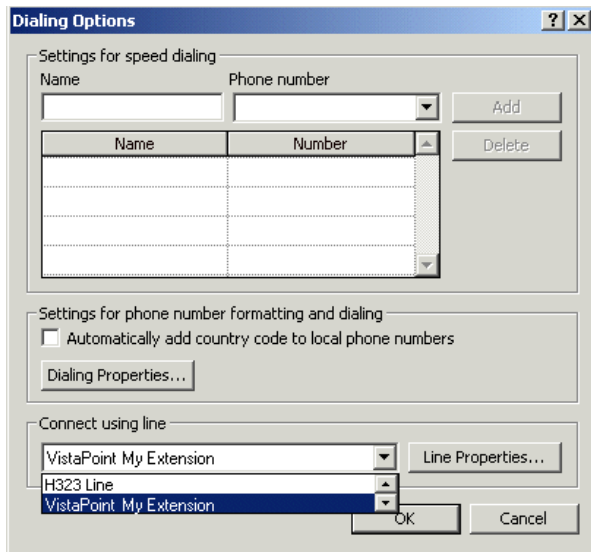 Dialing Options
Settings for speed dialing
Name Phone number
Add
Name Number Delete
Settings for phone number formatting and dialing
Automatically add country code to local phone numbers
Dialing Properties...
Connect using line
VistaPoint My Extension Line Properties...
H323 Line
VistaPoint My Extension
OK Cancel